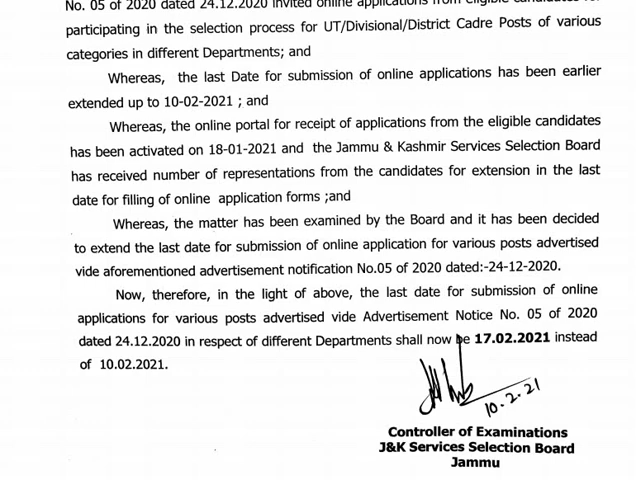 No. 05 of 2020 dated 24.12.2020 invited online applications from eligible candidates for
participating in the selection process for UT/Divisional/District Cadre Posts of various
categories in different Departments; and
Whereas, the last Date for submission of online applications has been earlier
extended up to 10-02-2021 ; and
Whereas, the online portal for receipt of applications from the eligible candidates
has been activated on 18-01-2021 and the Jammu & Kashmir Services Selection Board
has received number of representations from the candidates for extension in the last
date for filling of online application forms ;and
Whereas, the matter has been examined by the Board and it has been decided
to extend the last date for submission of online application for various posts advertised
vide aforementioned advertisement notification No.05 of 2020 dated:-24-12-2020.
Now, therefore, in the light of above, the last date for submission of online
applications for various posts advertised vide Advertisement Notice No. 05 of 2020
dated 24.12.2020 in respect of different Departments shall now be 17.02.2021 instead
of 10.02.2021.
10.2.21
Controller of Examinations
J&K Services Selection Board
Jammu